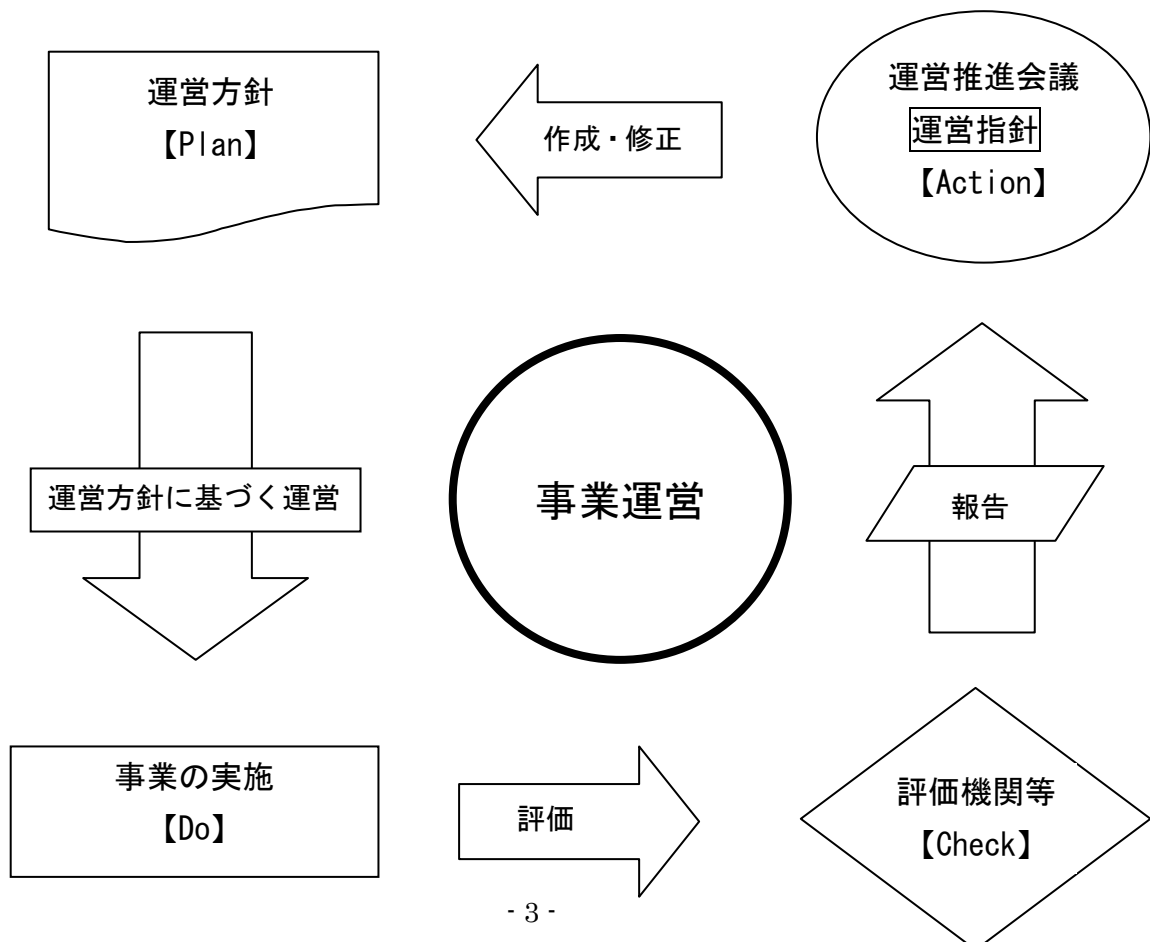 運営方針
【Plan】
作成・修正
運営推進会議
運営指針
【Action】
運営方針に基づく運営
事業運営
報告
事業の実施
【Do】
評価
評価機関等
【Check】
- 3 -